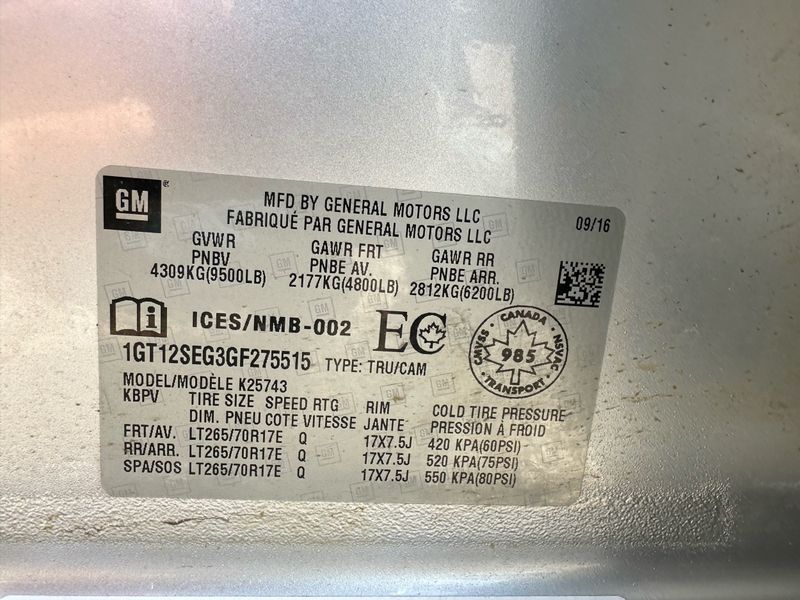 GM
MFD BY GENERAL MOTORS LLC
FABRIQUÉ PAR GENERAL MOTORS LLC
09/16
GVWR GAWR FRT GAWR RR
PNBV PNBE AV. PNBE ARR.
4309KG(9500LB) 2177KG(4800LB) 2812KG(6200LB)
ICES/NMB-002 EC
CANADA CMVSS 985 NSVAC TRANSPORT
1GT12SEG3GF275515 TYPE: TRU/CAM
MODEL/MODÈLE K25743
KBPV TIRE SIZE SPEED RTG RIM COLD TIRE PRESSURE
DIM. PNEU COTE VITESSE JANTE PRESSION À FROID
FRT/AV. LT265/70R17E Q 17X7.5J 420 KPA(60PSI)
RR/ARR. LT265/70R17E Q 17X7.5J 520 KPA(75PSI)
SPA/SOS LT265/70R17E Q 17X7.5J 550 KPA(80PSI)